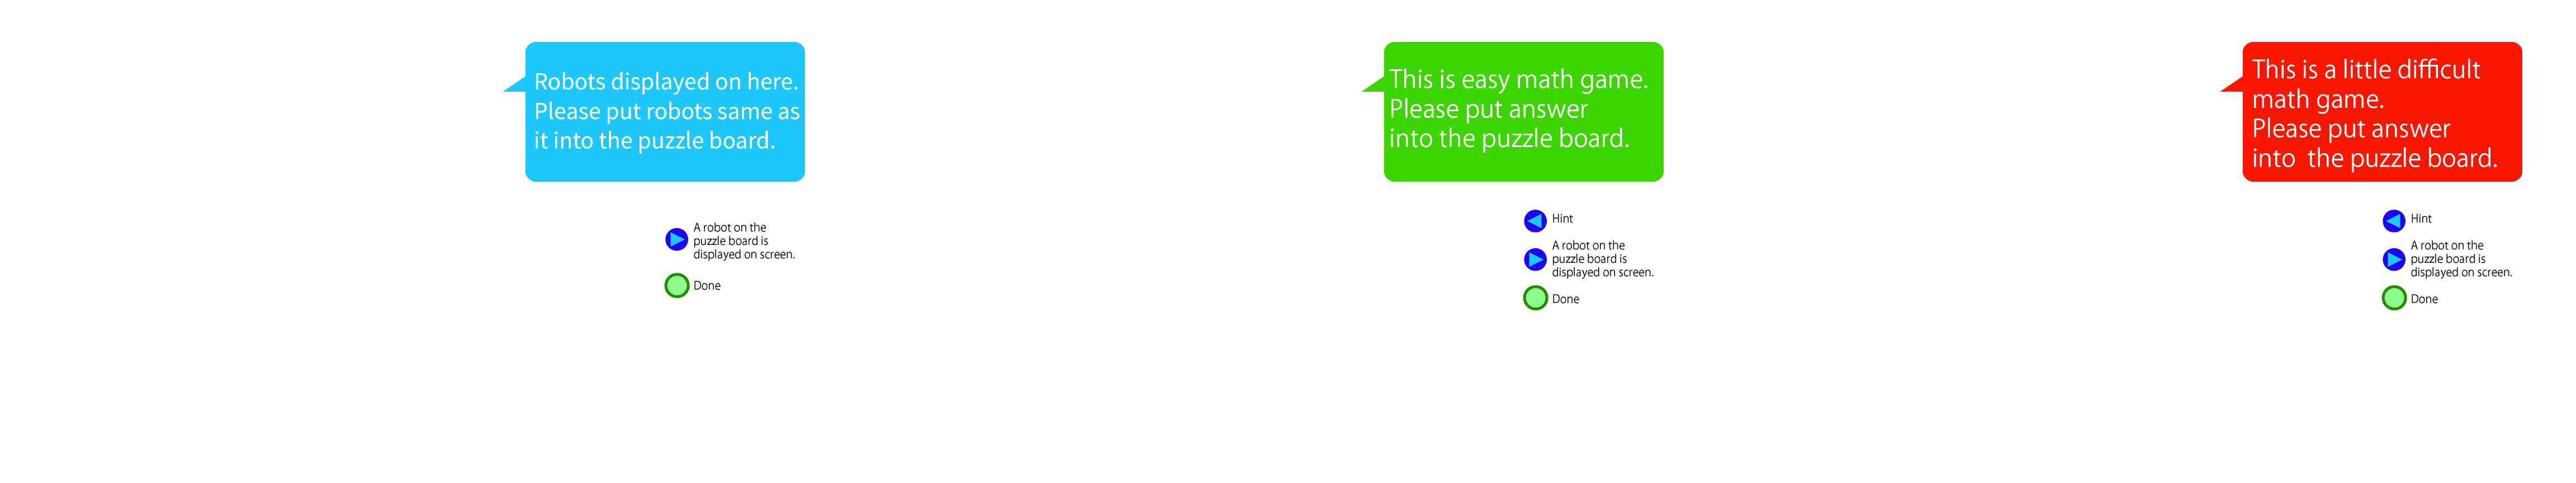 Robots displayed on here.
Please put robots same as
it into the puzzle board.
A robot on the
puzzle board is
displayed on screen.
Done
This is easy math game.
Please put answer
into the puzzle board.
Hint
A robot on the
puzzle board is
displayed on screen.
Done
This is a little difficult
math game.
Please put answer
into  the puzzle board.
Hint
A robot on the
puzzle board is
displayed on screen.
Done